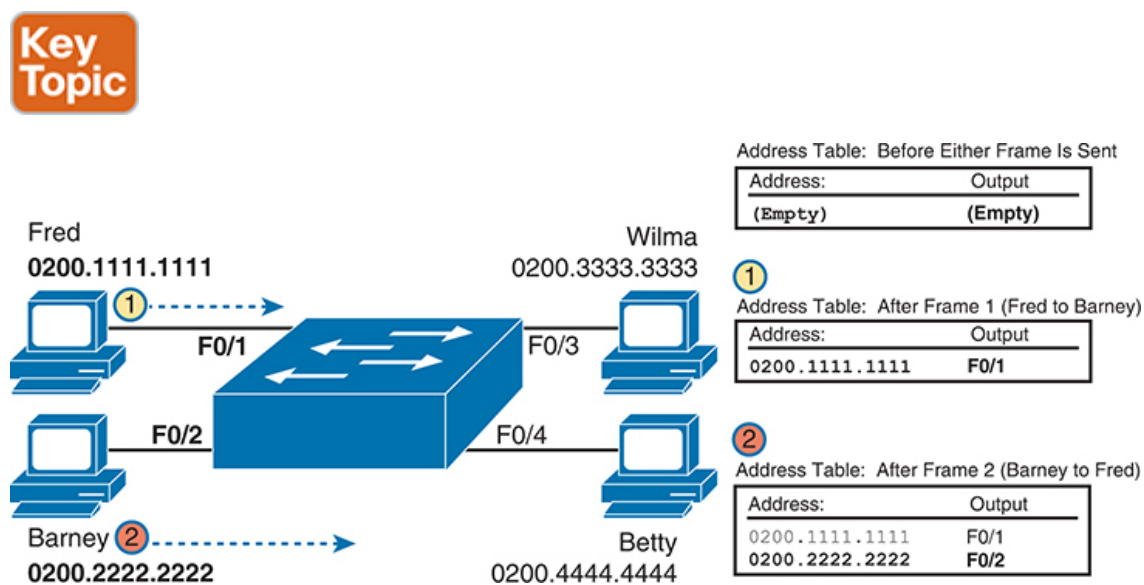 Key
Topic
Address Table: Before Either Frame Is Sent
Address: Output
(Empty) (Empty)
Fred
0200.1111.1111
Wilma
0200.3333.3333
1
F0/1
F0/3
F0/2
F0/4
Barney 2
0200.2222.2222
Betty
0200.4444.4444
1
Address Table: After Frame 1 (Fred to Barney)
Address: Output
0200.1111.1111 F0/1
2
Address Table: After Frame 2 (Barney to Fred)
Address: Output
0200.1111.1111 F0/1
0200.2222.2222 F0/2